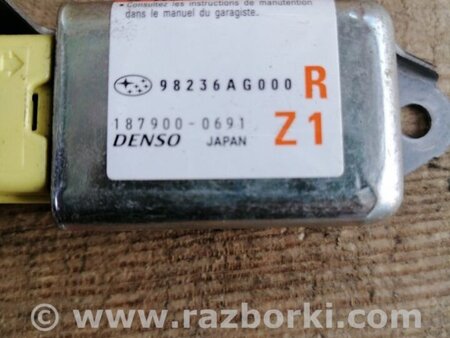 • Consultez les instructions de manutention
dans le manuel du garagiste.
98236AG000 R
187900-0691
DENSO JAPAN Z1
© www.razborki.com